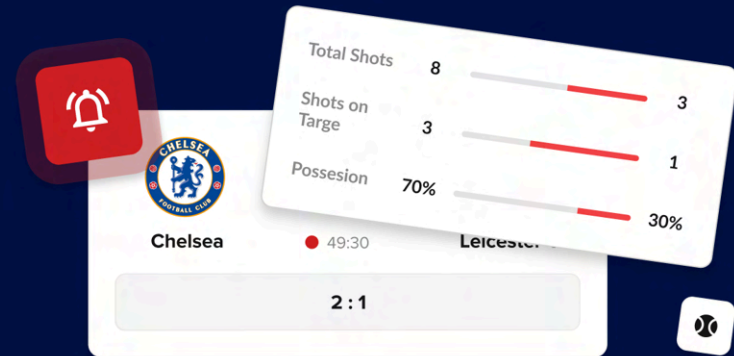 Total Shots 8 3
Shots on
Targe 3 1
Possesion 70% 30%
CHELSEA
FOOTBALL CLUB
Chelsea 49:30
2 : 1